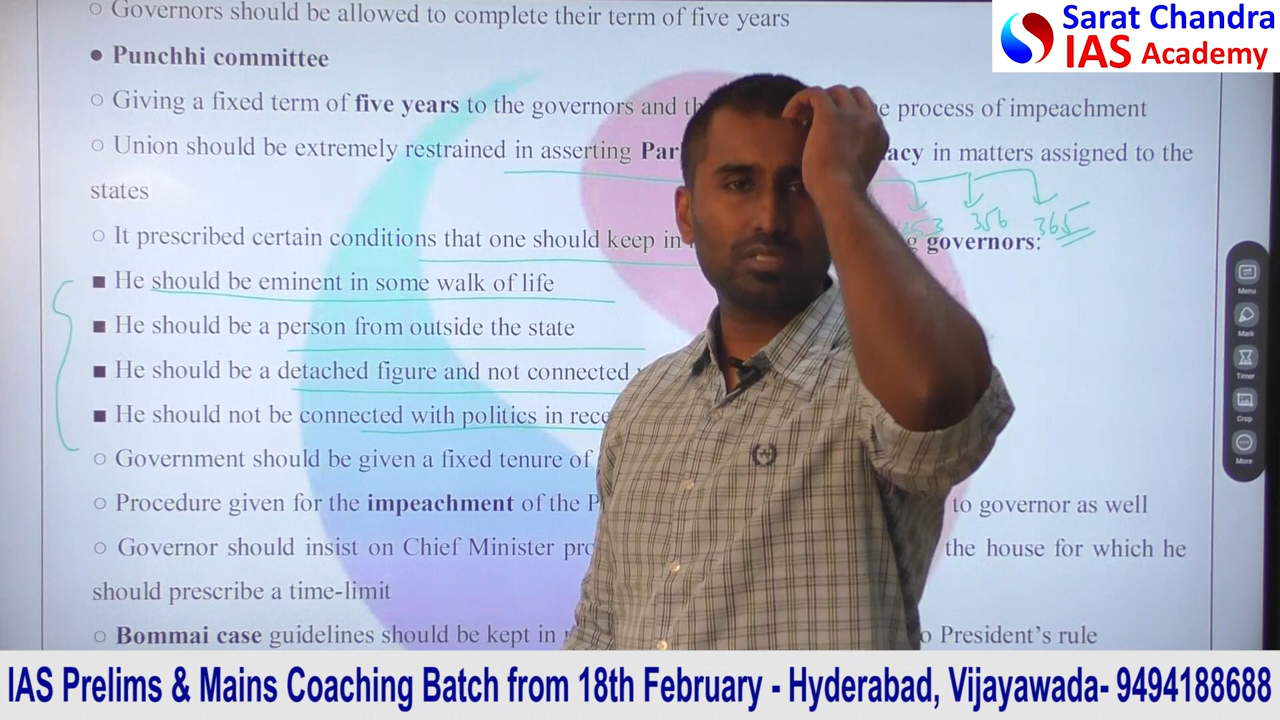 Governors should be allowed to complete their term of five years
Sarat Chandra
IAS Academy
Punchhi committee
Giving a fixed term of five years to the governors and e process of impeachment
Union should be extremely restrained in asserting in matters assigned to the
states
353 356 365
It prescribed certain conditions that one should keep in governors:
He should be eminent in some walk of life
He should be a person from outside the state
He should be a detached figure and not connected
He should not be connected with politics in
Government should be given a fixed tenure of
Procedure given for the impeachment of the to governor as well
Governor should insist on Chief Minister the house for which he
should prescribe a time-limit
Bommai case guidelines should be kept in President's rule
Menu
Mark
Timer
Crop
More
IAS Prelims & Mains Coaching Batch from 18th February - Hyderabad, Vijayawada- 9494188688